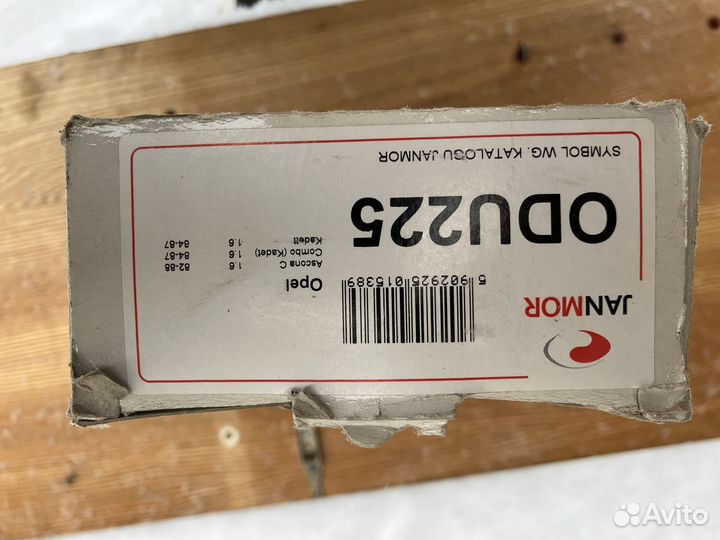 JANMOR
5 902925 015389
Opel
Ascona C 1.6 82-88
Combo (Kadet) 1.6 84-87
Kadett 1.6 84-87
ODU225
SYMBOL WG. KATALOGU JANMOR
Avito